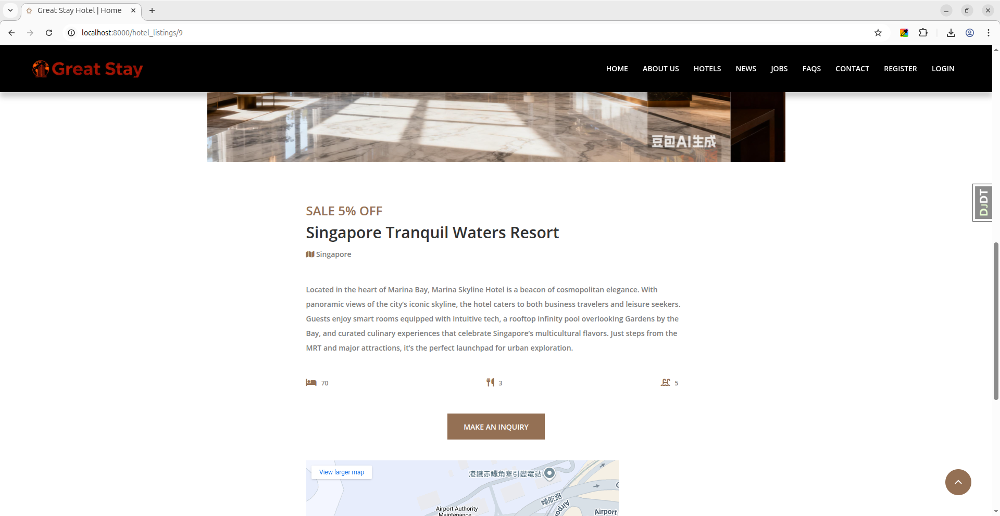 Great Stay Hotel | Home
localhost:8000/hotel_listings/9
Great Stay
HOME
ABOUT US
HOTELS
NEWS
JOBS
FAQS
CONTACT
REGISTER
LOGIN
豆包AI生成
DJDT
SALE 5% OFF
Singapore Tranquil Waters Resort
Singapore
Located in the heart of Marina Bay, Marina Skyline Hotel is a beacon of cosmopolitan elegance. With
panoramic views of the city’s iconic skyline, the hotel caters to both business travelers and leisure seekers.
Guests enjoy smart rooms equipped with intuitive tech, a rooftop infinity pool overlooking Gardens by the
Bay, and curated culinary experiences that celebrate Singapore’s multicultural flavors. Just steps from the
MRT and major attractions, it’s the perfect launchpad for urban exploration.
70
3
5
MAKE AN INQUIRY
View larger map
港鐵赤鱲角牽引變電站
暢航路
Airport Authority
Maintenance
Airport